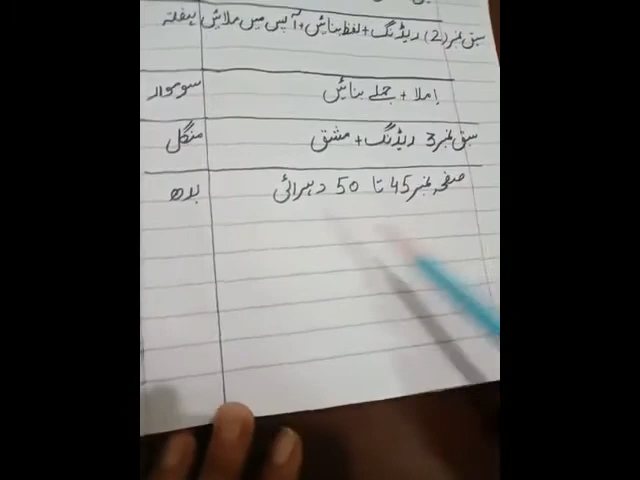 سبق نمبر (2) ریڈنگ + لفظ بنائیں + آپس میں ملائیں ہفتہ
املا + جملے بنائیں سوموار
سبق نمبر 3 ریڈنگ + مشق منگل
صفحہ نمبر 45 تا 50 دہرائی بدھ